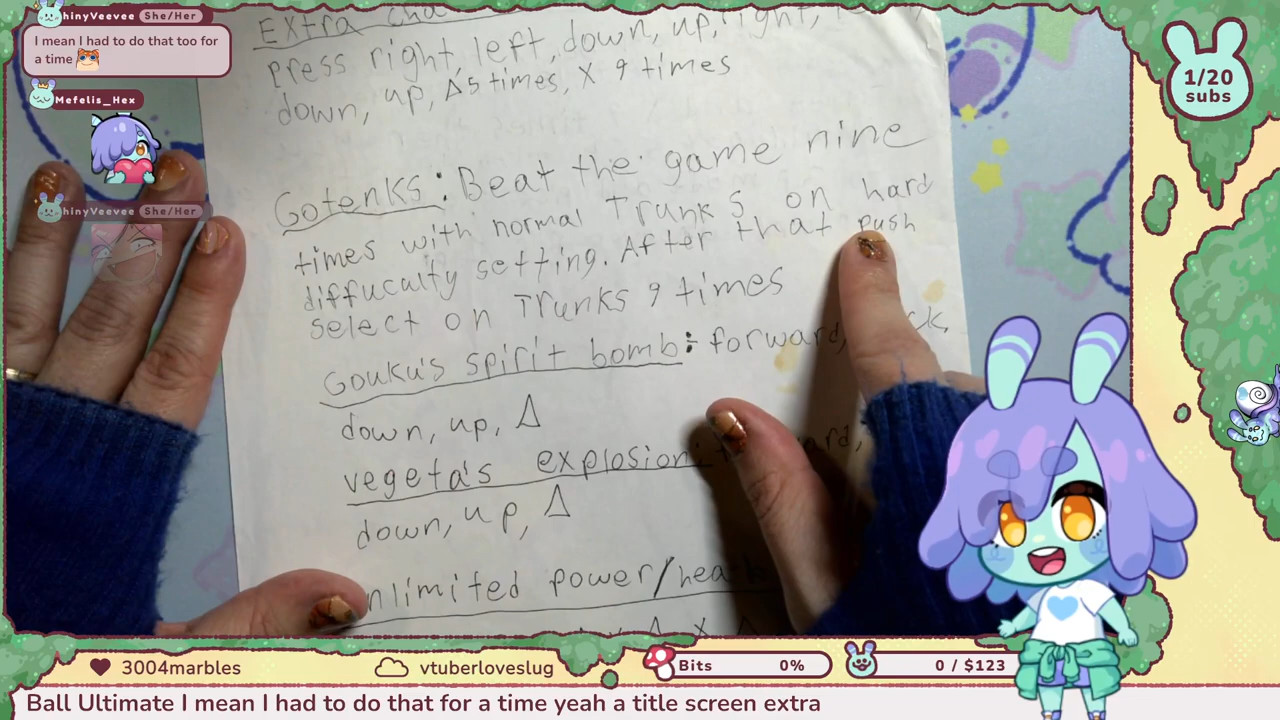 hinyVeevee She/Her
I mean I had to do that too for
a time
Mefelis_Hex
hinyVeevee She/Her
1/20
subs
Extra cha
press right, left, down, up, right,
down, up, Δ 5 times, X 9 times
Gotenks: Beat the game nine
times with normal Trunks on hard
diffuculty setting. After that push
select on Trunks 9 times
Gouku's spirit bomb: forward,
down, up, Δ
vegeta's explosion:
down, up, Δ
nlimited power/hea
3004marbles
vtuberloveslug
Bits 0%
0 / $123
Ball Ultimate I mean I had to do that for a time yeah a title screen extra